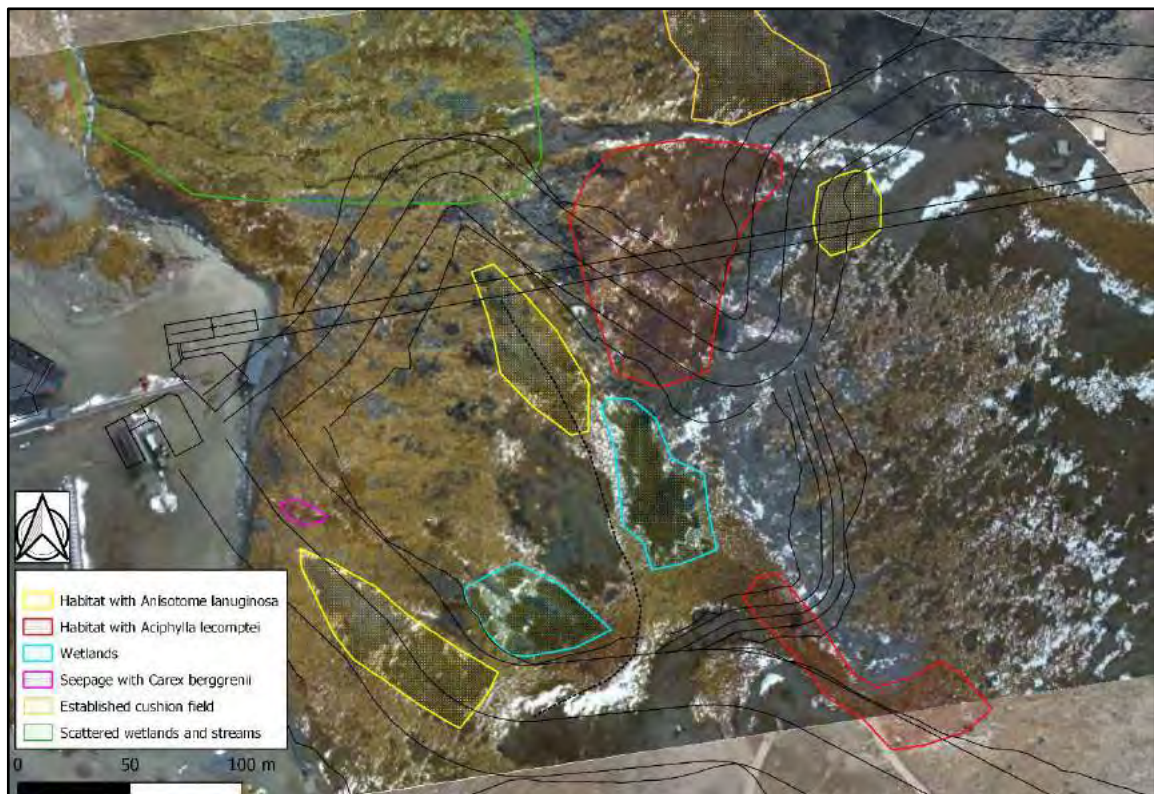 Habitat with Anisotome lanuginosa
Habitat with Aciphylla lecomptei
Wetlands
Seepage with Carex berggrenii
Established cushion field
Scattered wetlands and streams
0 50 100 m